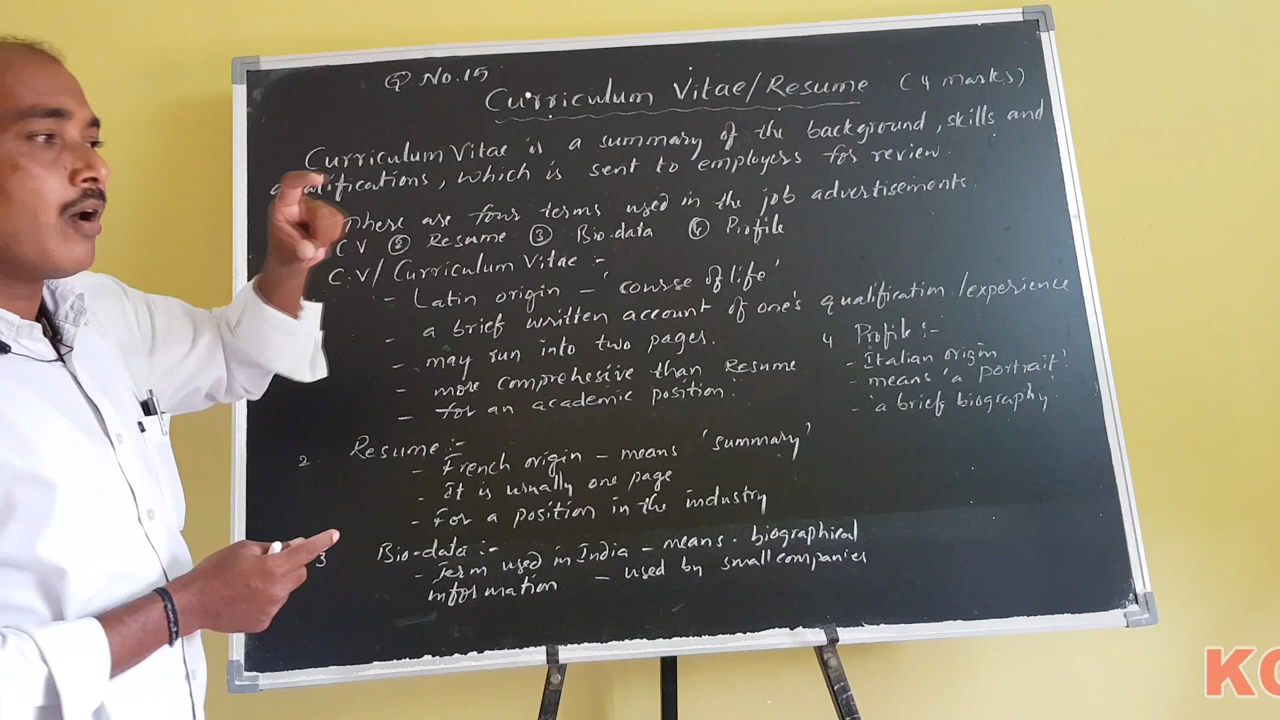 Q. No. 15
Curriculum Vitae/Resume (4 marks)
Curriculum Vitae is a summary of the background, skills and
qualifications, which is sent to employers for review.
There are four terms used in the job advertisements.
C.V ② Resume ③ Bio-data ④ Profile
C.V/ Curriculum Vitae :-
- Latin origin - 'course of life'
- a brief written account of one's qualification/experience
- may run into two pages.
- more comprehesive than Resume
- for an academic position.
2 Resume :-
- French origin - means 'summary'
- It is usually one page
- For a position in the industry
3 Bio-data :-
- Term used in India - means - biographical
information - used by small companies
4 Profile :-
- Italian origin
- means 'a portrait'
- 'a brief biography'
KO